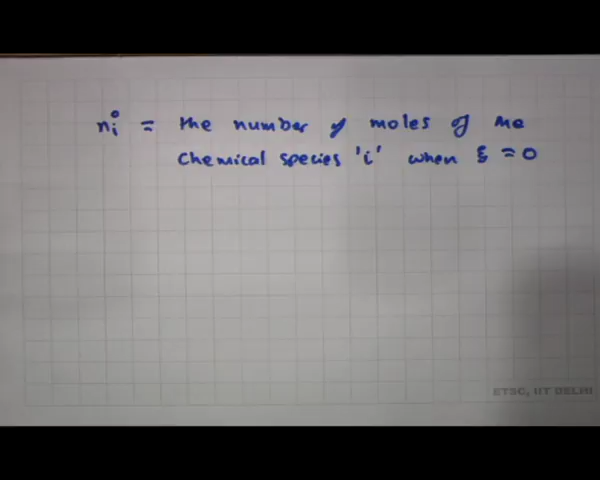 nᵢ° = the number of moles of the
chemical species 'i' when ξ = 0
ETSC, IIT DELHI